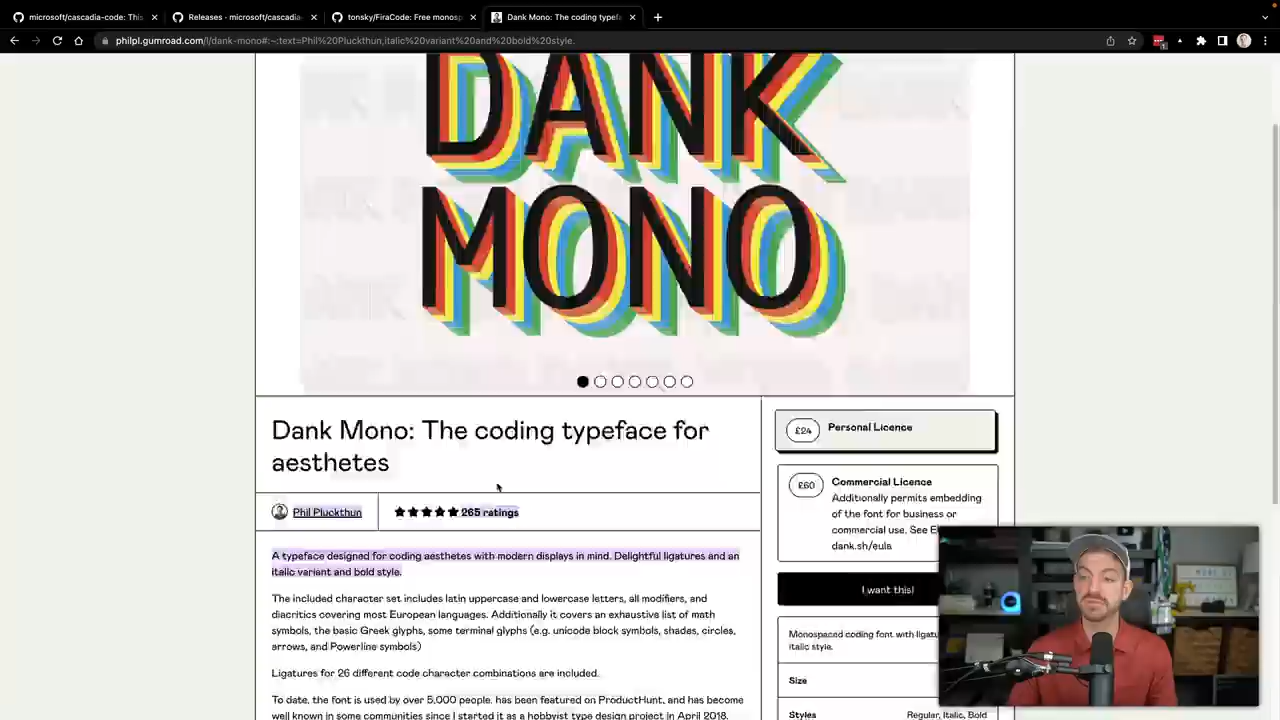 microsoft/cascadia-code: This
Releases · microsoft/cascadia-
tonsky/FiraCode: Free monosp
Dank Mono: The coding typefa
philpl.gumroad.com/l/dank-mono#:~:text=Phil%20Pluckthun,italic%20variant%20and%20bold%20style.
DANK
MONO
Dank Mono: The coding typeface for
aesthetes
Phil Pluckthun
265 ratings
A typeface designed for coding aesthetes with modern displays in mind. Delightful ligatures and an
italic variant and bold style.
The included character set includes latin uppercase and lowercase letters, all modifiers, and
diacritics covering most European languages. Additionally it covers an exhaustive list of math
symbols, the basic Greek glyphs, some terminal glyphs (e.g. unicode block symbols, shades, circles,
arrows, and Powerline symbols)
Ligatures for 26 different code character combinations are included.
To date, the font is used by over 5,000 people, has been featured on ProductHunt, and has become
well known in some communities since I started it as a hobbyist type design project in April 2018.
£24
Personal Licence
£60
Commercial Licence
Additionally permits embedding
of the font for business or
commercial use. See E
dank.sh/eula
I want this!
Monospaced coding font with ligatu
italic style.
Size
Styles
Regular, Italic, Bold